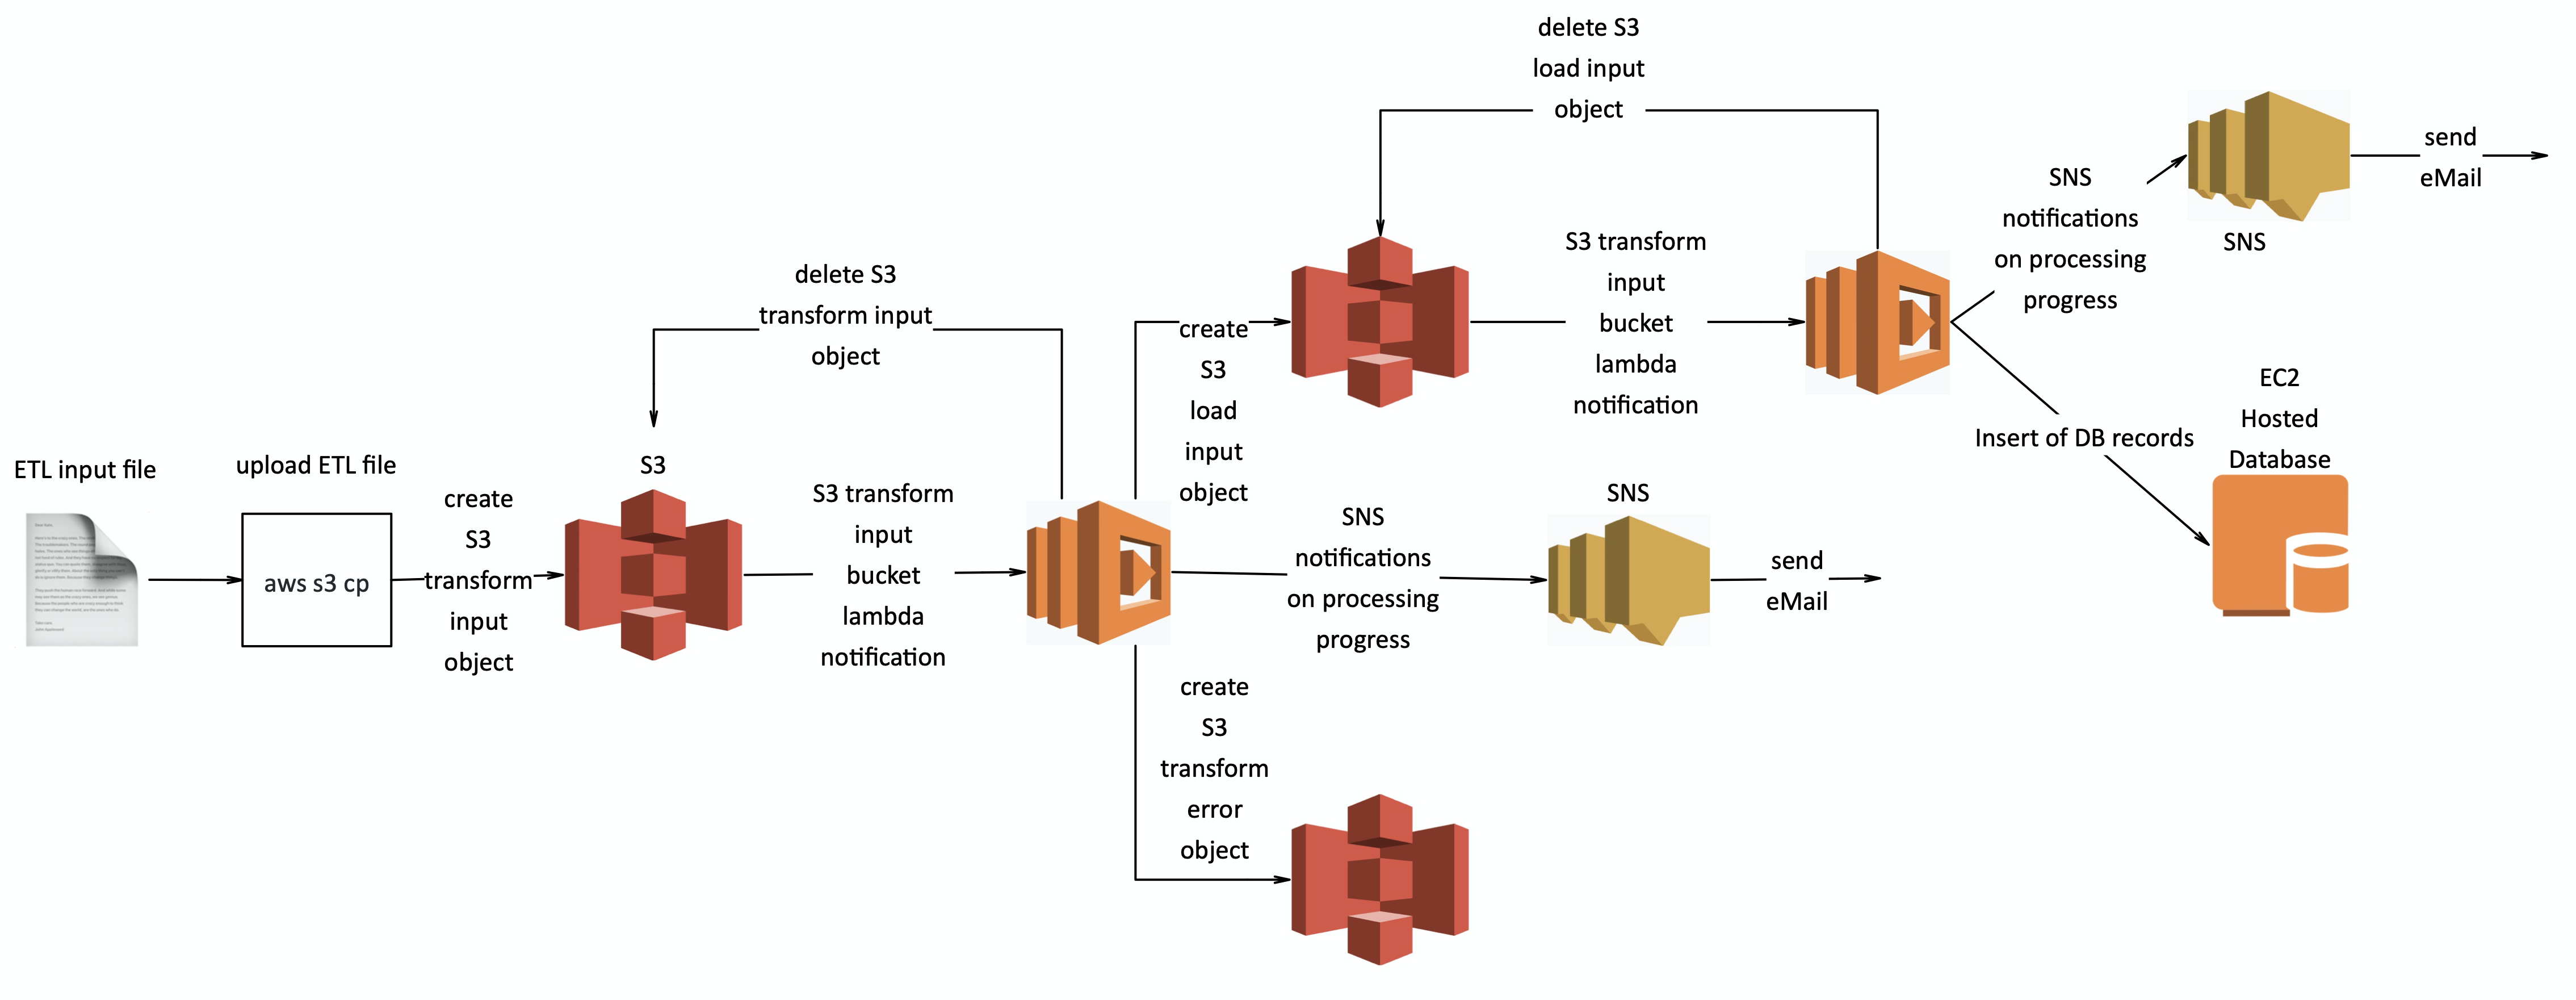 delete S3
load input
object
send
eMail
SNS
notifications
on processing
progress
SNS
S3 transform
input
bucket
lambda
notification
delete S3
transform input
object
create
S3
load
input
object
EC2
Hosted
Database
Insert of DB records
ETL input file
upload ETL file
aws s3 cp
create
S3
transform
input
object
S3
S3 transform
input
bucket
lambda
notification
SNS
notifications
on processing
progress
SNS
send
eMail
create
S3
transform
error
object